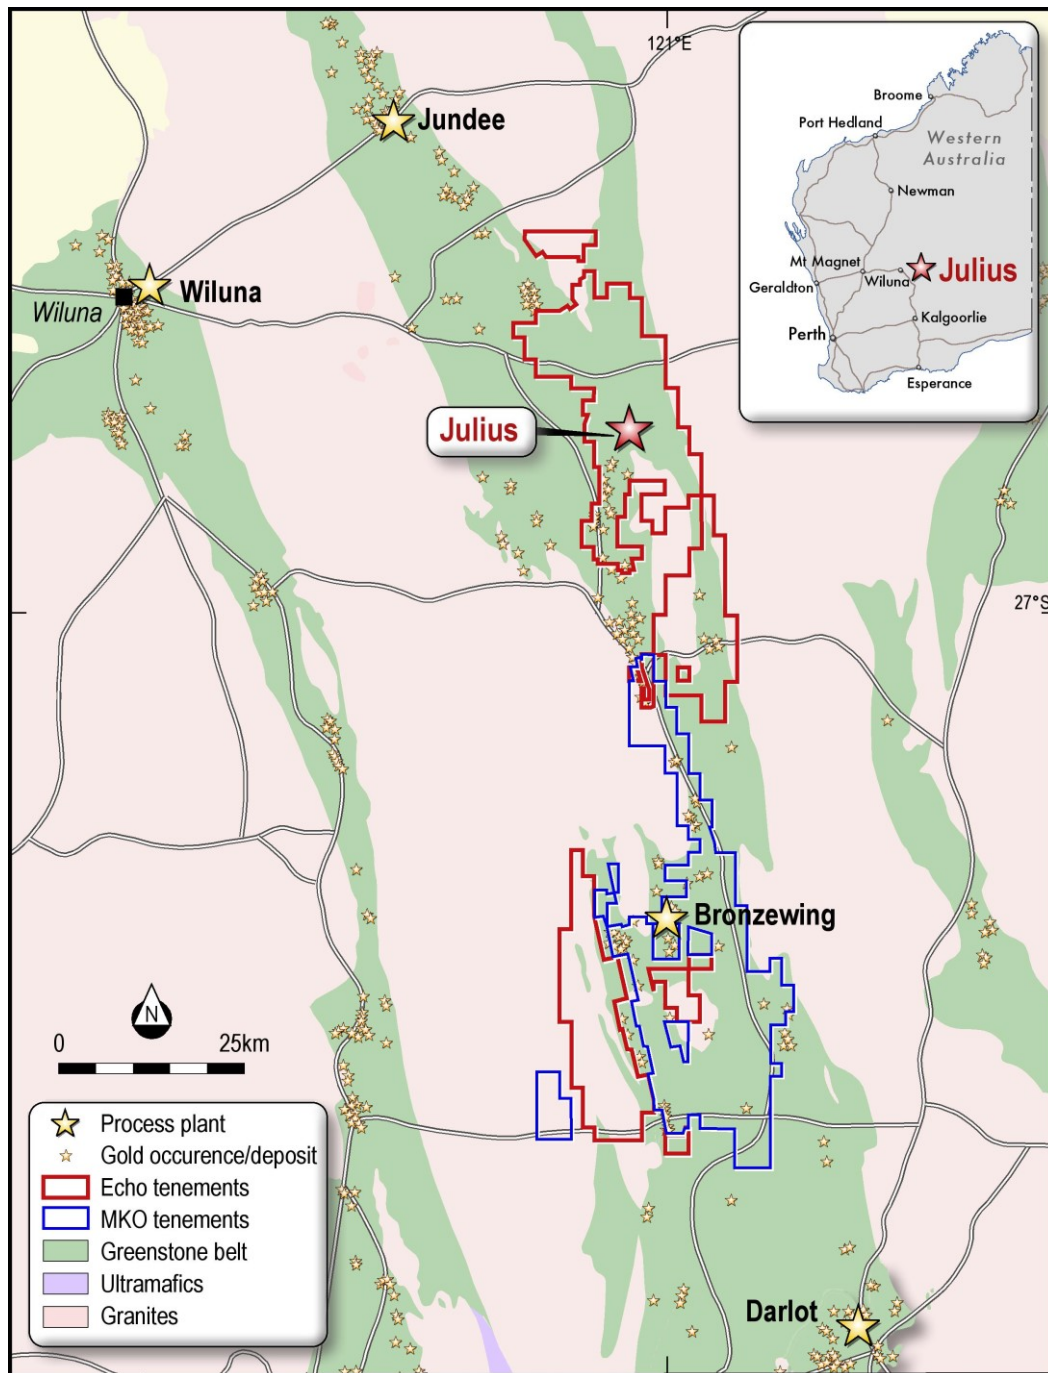 121°E
Jundee
Wiluna
Wiluna
Julius
27°S
Bronzewing
Darlot
Broome
Port Hedland
Western
Australia
Newman
Mt Magnet
Wiluna
Julius
Geraldton
Kalgoorlie
Perth
Esperance
N
0 25km
Process plant
Gold occurence/deposit
Echo tenements
MKO tenements
Greenstone belt
Ultramafics
Granites